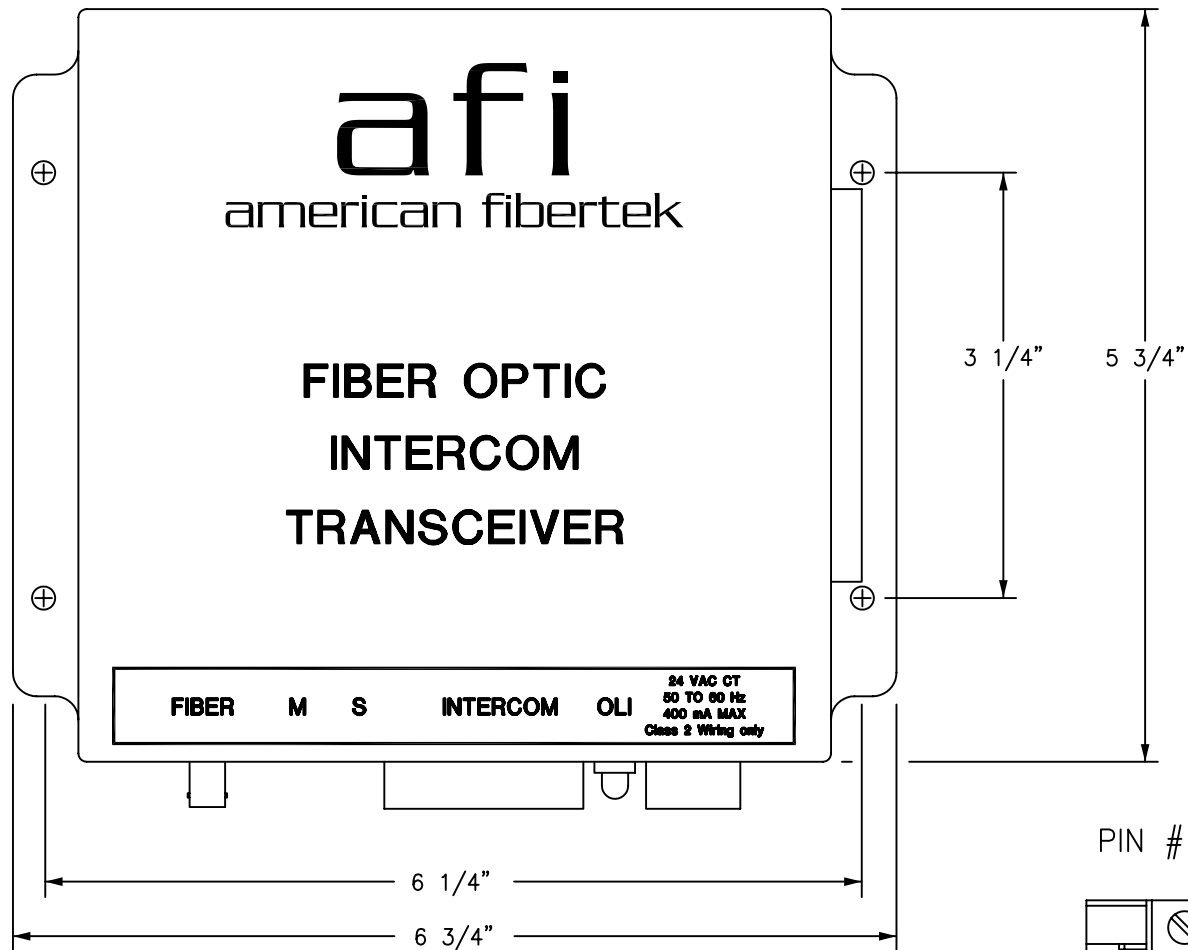 afi
american fibertek
FIBER OPTIC
INTERCOM
TRANSCEIVER
FIBER M S INTERCOM OLI
24 VAC CT
50 TO 60 Hz
400 mA MAX
Class 2 Wiring only
3 1/4”
5 3/4”
6 1/4”
6 3/4”
PIN #